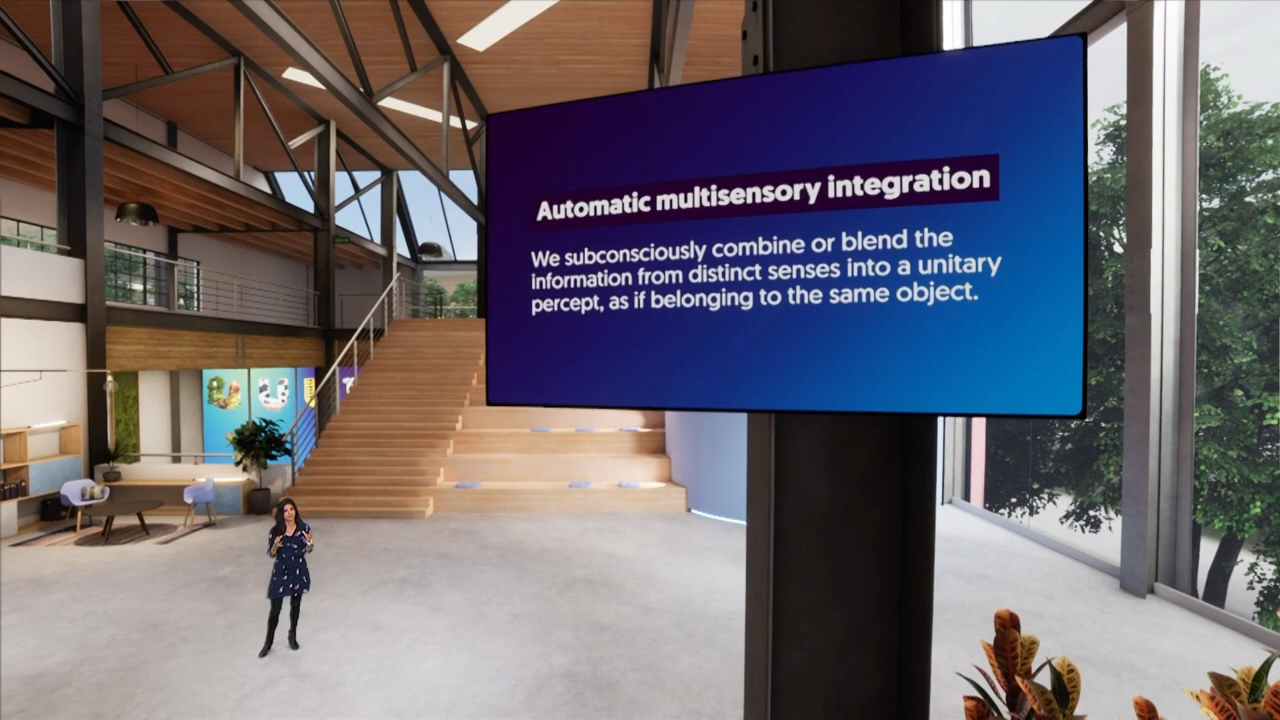 Automatic multisensory integration
We subconsciously combine or blend the
information from distinct senses into a unitary
percept, as if belonging to the same object.
U U